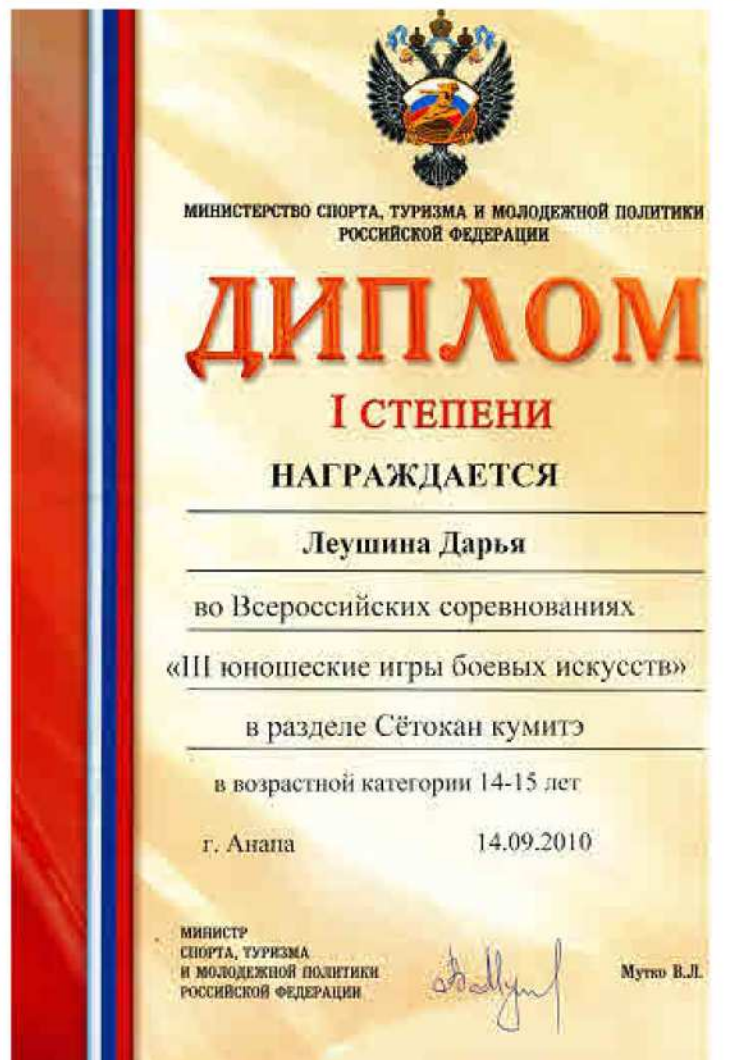 МИНИСТЕРСТВО СПОРТА, ТУРИЗМА И МОЛОДЕЖНОЙ ПОЛИТИКИ
РОССИЙСКОЙ ФЕДЕРАЦИИ
ДИПЛОМ
I СТЕПЕНИ
НАГРАЖДАЕТСЯ
Леушина Дарья
во Всероссийских соревнованиях
«III юношеские игры боевых искусств»
в разделе Сётокан кумитэ
в возрастной категории 14-15 лет
г. Анапа 14.09.2010
МИНИСТР
СПОРТА, ТУРИЗМА
И МОЛОДЕЖНОЙ ПОЛИТИКИ
РОССИЙСКОЙ ФЕДЕРАЦИИ
Мутко В.Л.